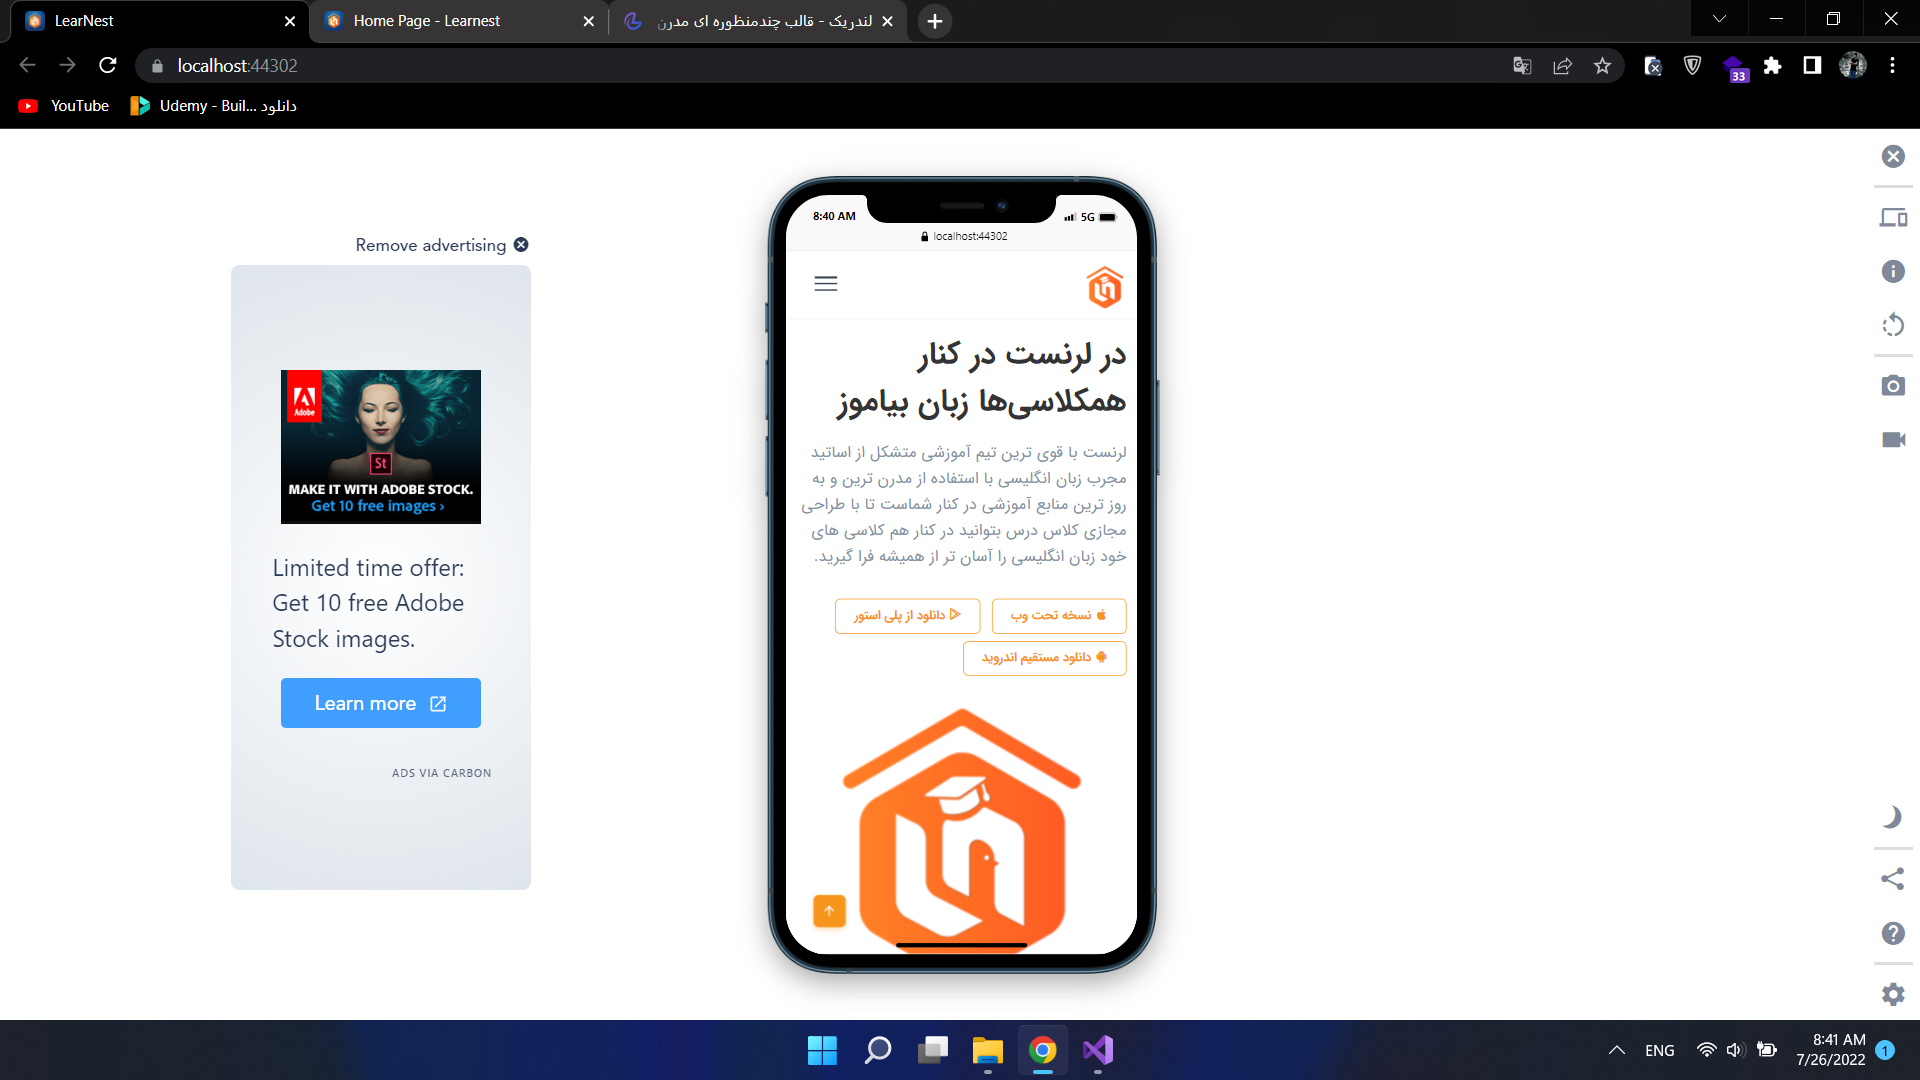 LearNest
Home Page - Learnest
لندریک - قالب چندمنظوره ای مدرن
localhost:44302
33
YouTube
Udemy - Buil... دانلود
Remove advertising
Adobe
St
MAKE IT WITH ADOBE STOCK.
Get 10 free images ›
Limited time offer:
Get 10 free Adobe
Stock images.
Learn more
ADS VIA CARBON
8:40 AM
5G
localhost:44302
در لرنست در کنار
همکلاسی‌ها زبان بیاموز
لرنست با قوی ترین تیم آموزشی متشکل از اساتید
مجرب زبان انگلیسی با استفاده از مدرن ترین و به
روز ترین منابع آموزشی در کنار شماست تا با طراحی
مجازی کلاس درس بتوانید در کنار هم کلاسی های
خود زبان انگلیسی را آسان تر از همیشه فرا گیرید.
نسخه تحت وب
دانلود از پلی استور
دانلود مستقیم اندروید
ENG
8:41 AM
7/26/2022
1